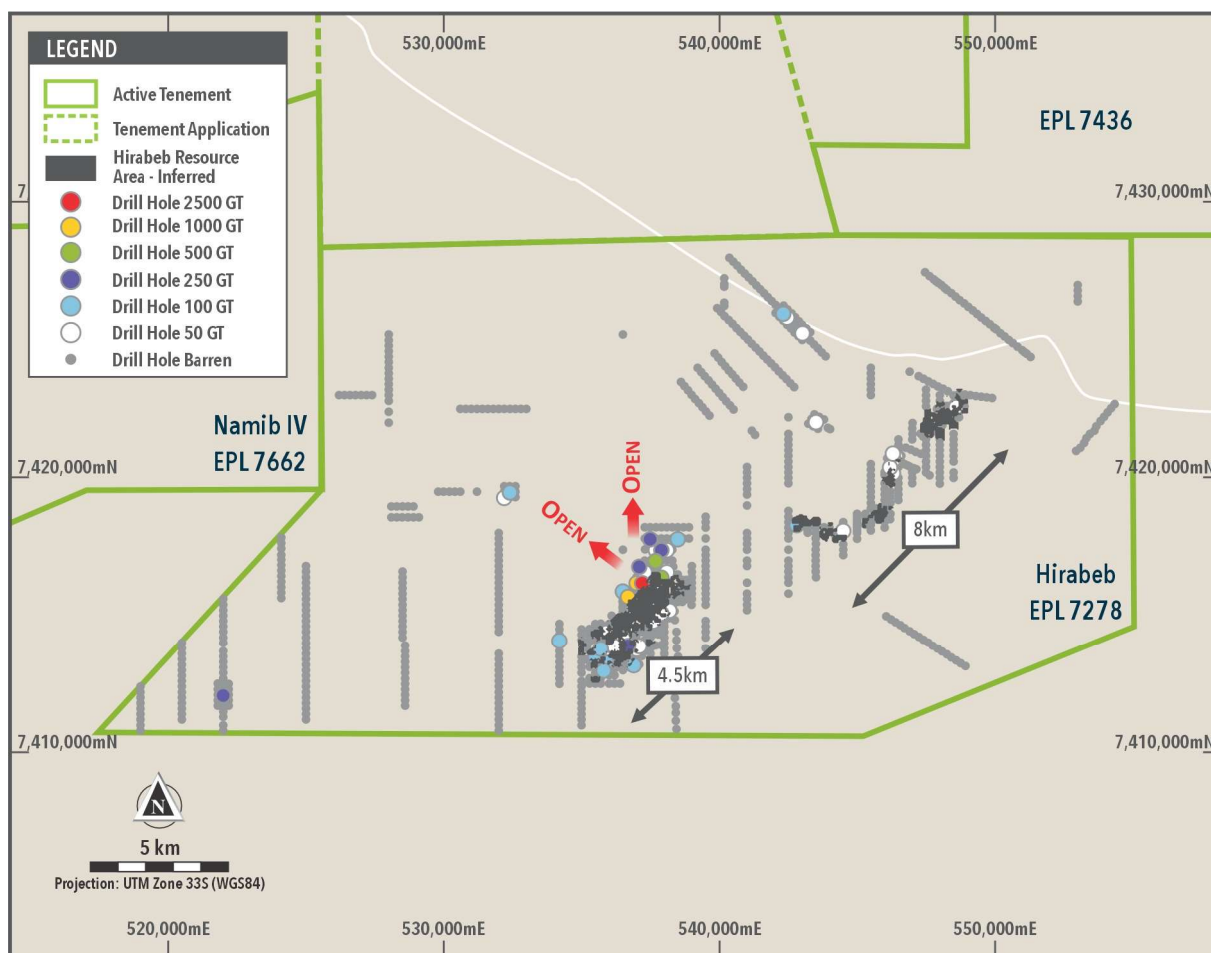 LEGEND
Active Tenement
Tenement Application
Hirabeb Resource
Area - Inferred
Drill Hole 2500 GT
Drill Hole 1000 GT
Drill Hole 500 GT
Drill Hole 250 GT
Drill Hole 100 GT
Drill Hole 50 GT
Drill Hole Barren
530,000mE
540,000mE
550,000mE
EPL 7436
7,430,000mN
Namib IV
EPL 7662
7,420,000mN
7,420,000mN
OPEN
OPEN
8km
Hirabeb
EPL 7278
4.5km
7,410,000mN
7,410,000mN
N
5 km
Projection: UTM Zone 33S (WGS84)
520,000mE
530,000mE
540,000mE
550,000mE